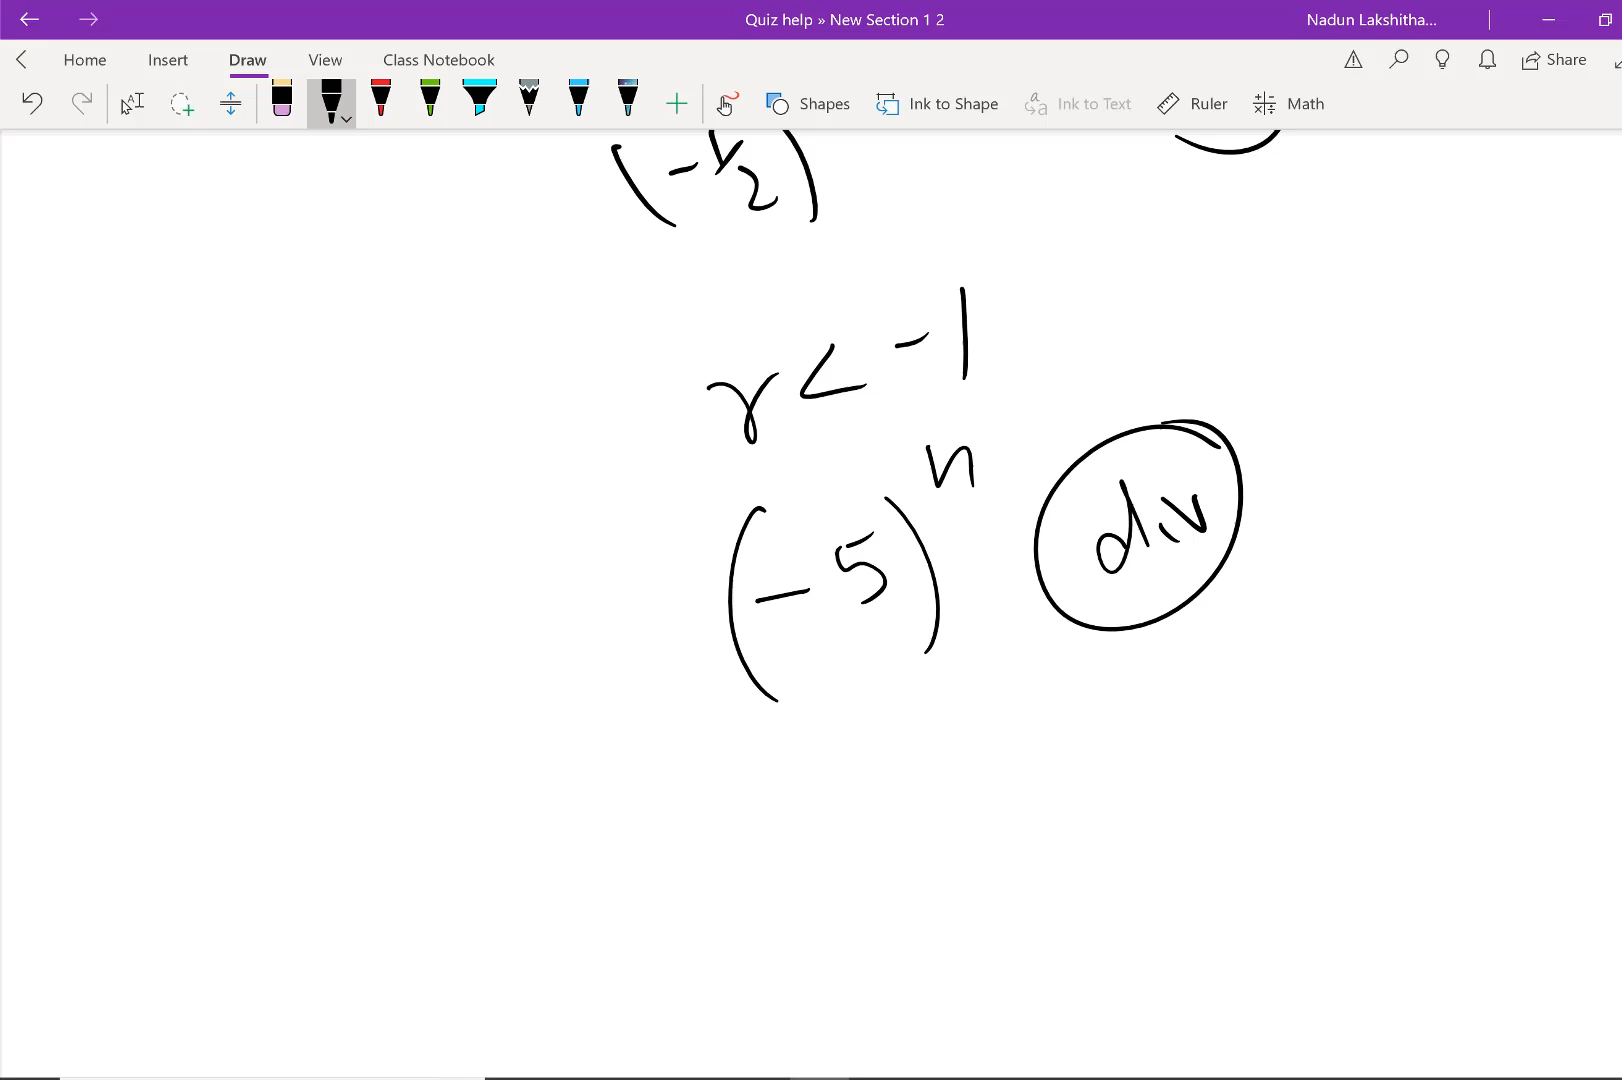 Quiz help » New Section 1 2
Nadun Lakshitha...
Home Insert Draw View Class Notebook
Share
Shapes Ink to Shape Ink to Text Ruler Math
(-1/2)
r < -1
(-5)^n div